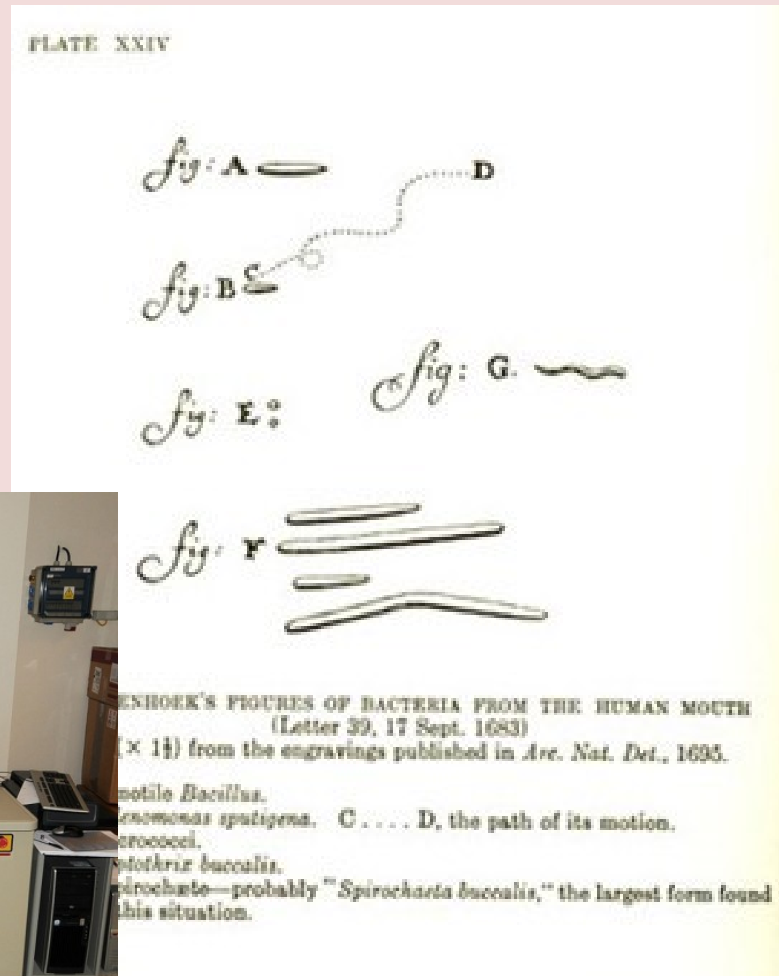 PLATE XXIV
fig: A
D
C
fig: B
fig: G.
fig: E
fig: F
ENHOEK'S FIGURES OF BACTERIA FROM THE HUMAN MOUTH
(Letter 39, 17 Sept. 1683)
(× 1½) from the engravings published in Arc. Nat. Det., 1695.
motile Bacillus.
enomonas sputigena. C . . . . D, the path of its motion.
crococci.
ptothrix buccalis.
pirochæte—probably "Spirochaeta buccalis," the largest form found
this situation.